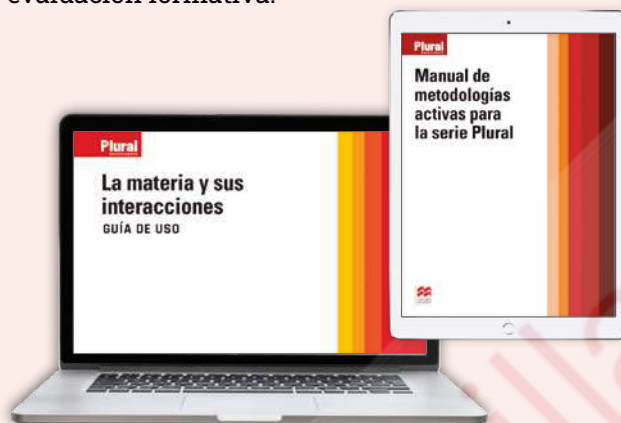 evaluación formativa.
Plural
La materia y sus
interacciones
GUÍA DE USO
Plural
Manual de
metodologías
activas para
la serie Plural